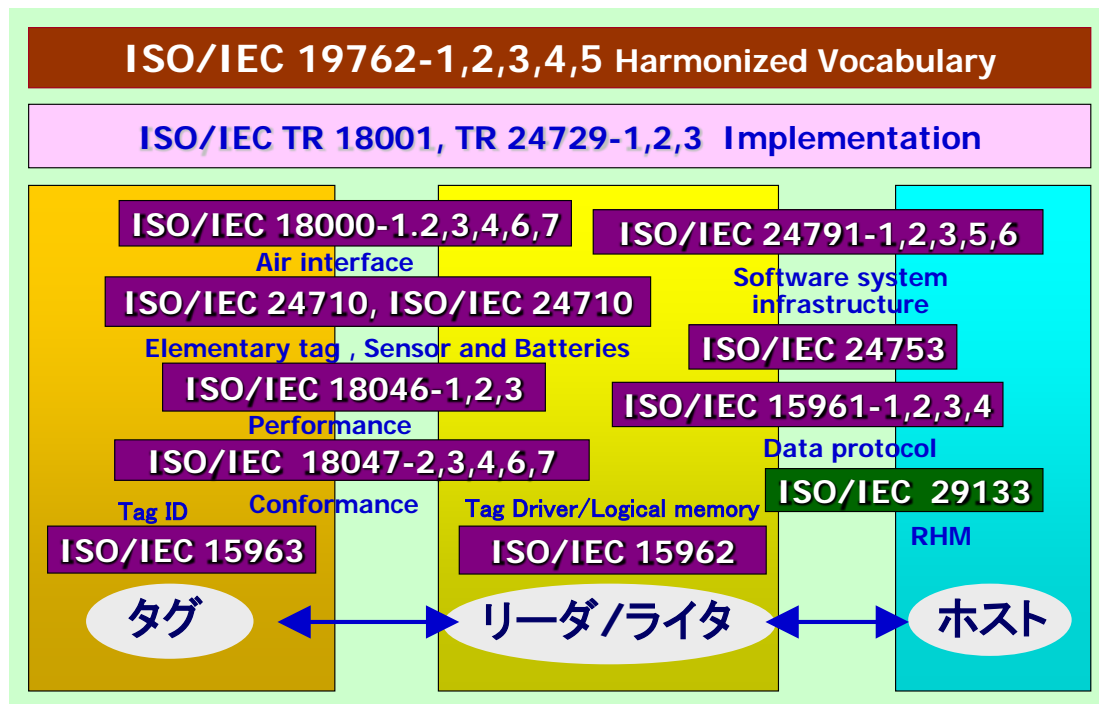 ISO/IEC 19762-1,2,3,4,5 Harmonized Vocabulary
ISO/IEC TR 18001, TR 24729-1,2,3 Implementation
ISO/IEC 18000-1.2,3,4,6,7
Air interface
ISO/IEC 24710, ISO/IEC 24710
Elementary tag , Sensor and Batteries
ISO/IEC 18046-1,2,3
Performance
ISO/IEC 18047-2,3,4,6,7
Conformance
Tag ID
ISO/IEC 15963
Tag Driver/Logical memory
ISO/IEC 15962
ISO/IEC 24791-1,2,3,5,6
Software system
infrastructure
ISO/IEC 24753
ISO/IEC 15961-1,2,3,4
Data protocol
ISO/IEC 29133
RHM
タグ
リーダ/ライタ
ホスト